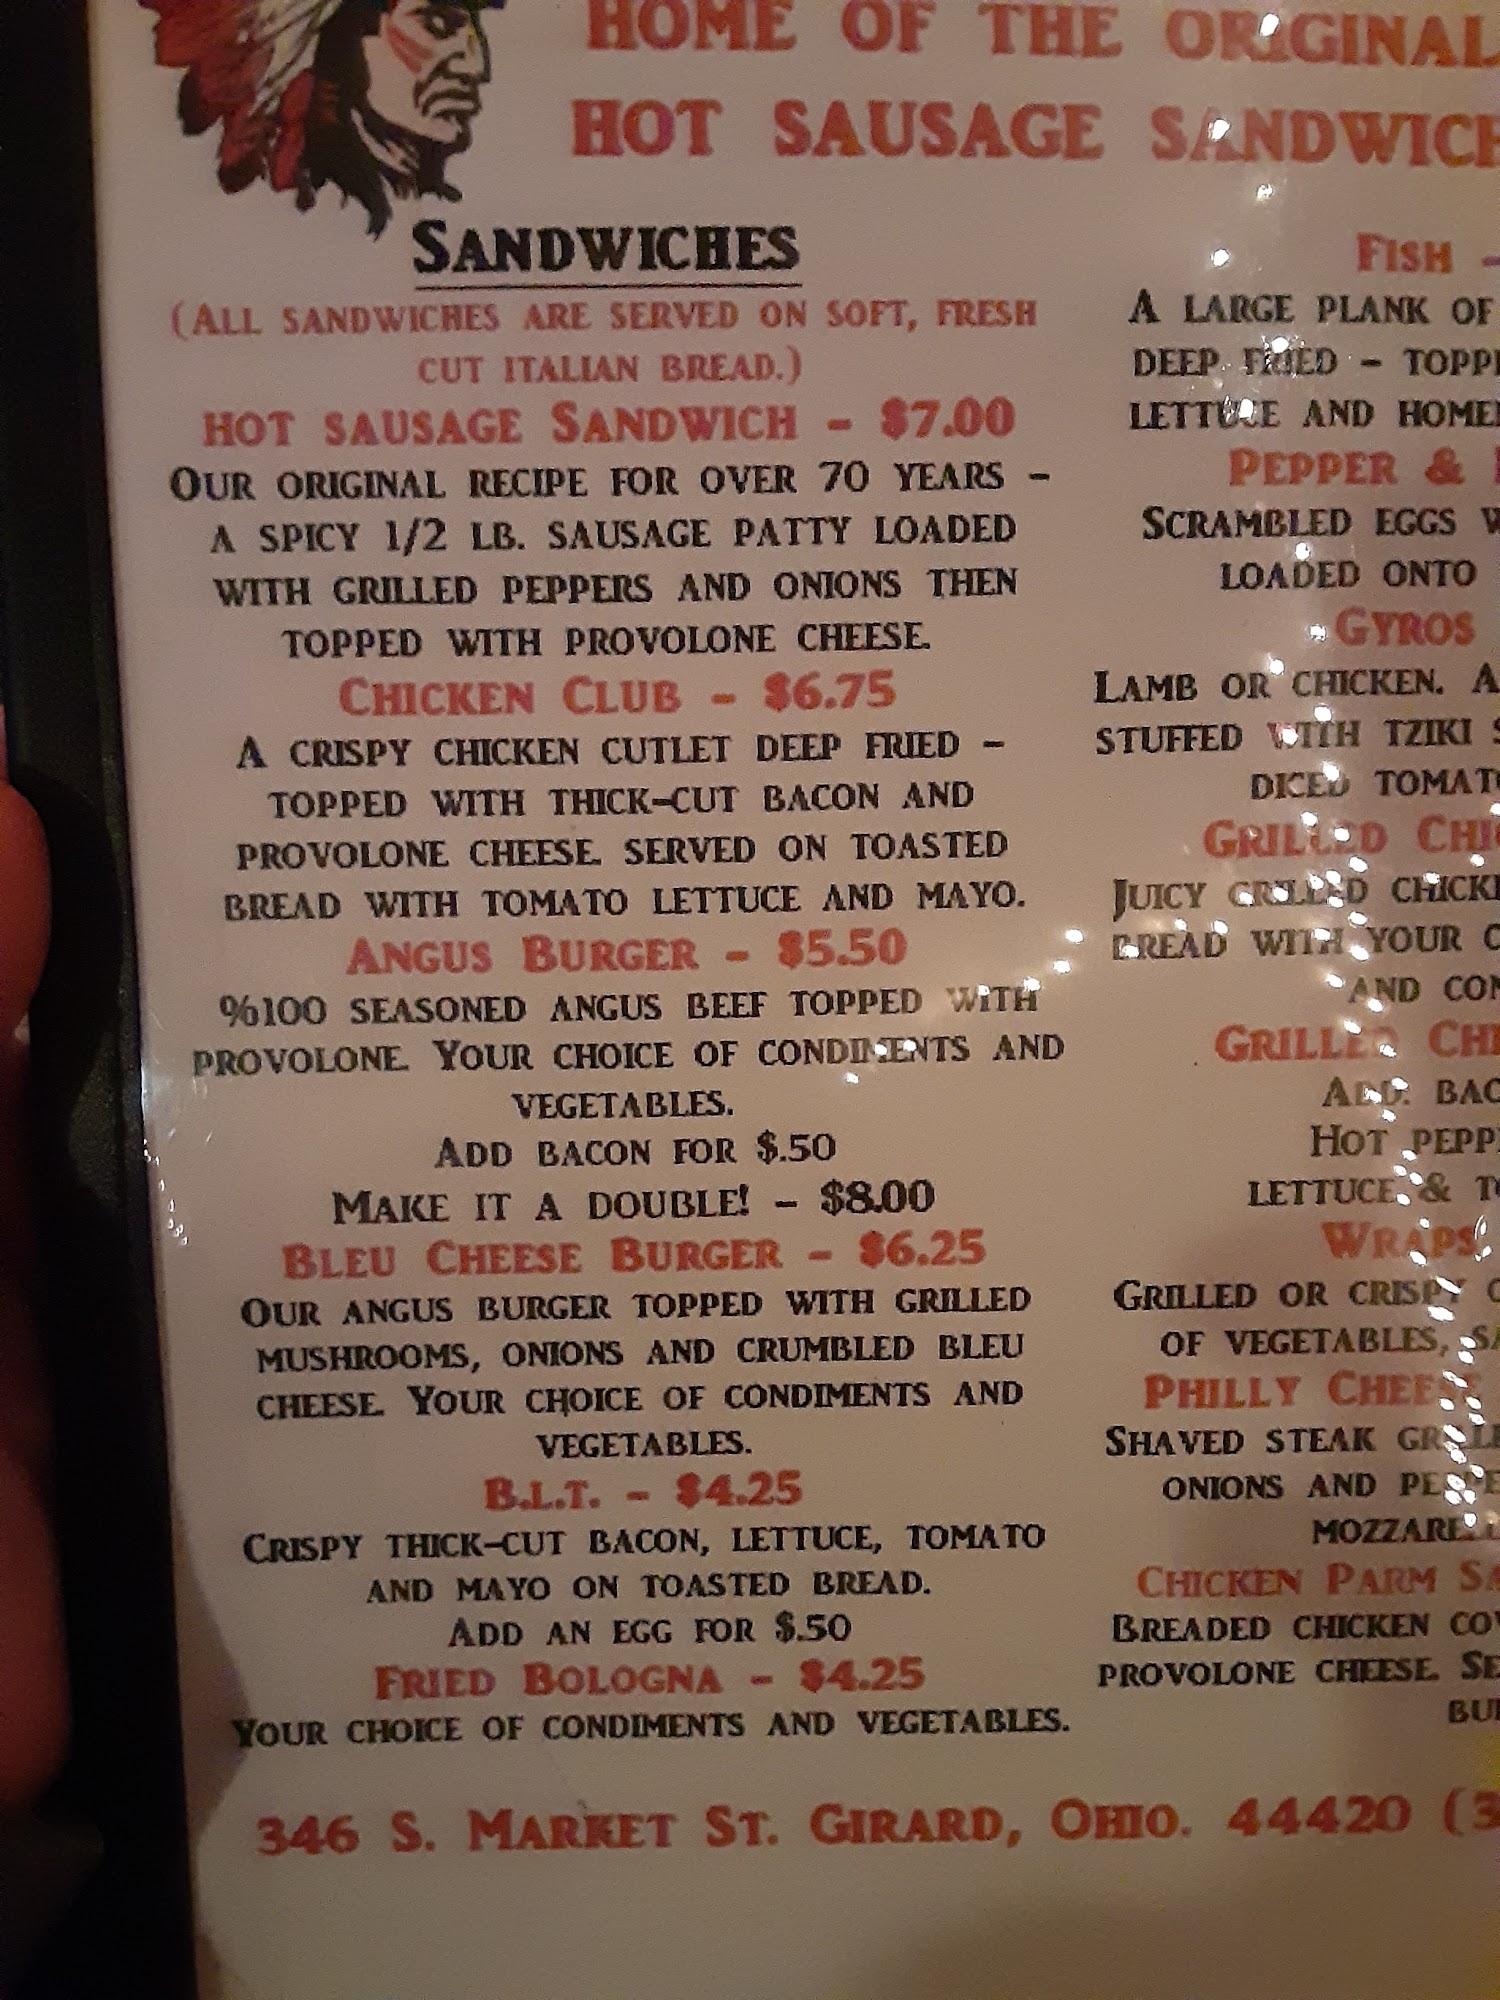 HOME OF THE ORIGINAL
HOT SAUSAGE SANDWICH
SANDWICHES
(ALL SANDWICHES ARE SERVED ON SOFT, FRESH
CUT ITALIAN BREAD.)
HOT SAUSAGE SANDWICH - $7.00
OUR ORIGINAL RECIPE FOR OVER 70 YEARS -
A SPICY 1/2 LB. SAUSAGE PATTY LOADED
WITH GRILLED PEPPERS AND ONIONS THEN
TOPPED WITH PROVOLONE CHEESE.
CHICKEN CLUB - $6.75
A CRISPY CHICKEN CUTLET DEEP FRIED -
TOPPED WITH THICK-CUT BACON AND
PROVOLONE CHEESE. SERVED ON TOASTED
BREAD WITH TOMATO LETTUCE AND MAYO.
ANGUS BURGER - $5.50
%100 SEASONED ANGUS BEEF TOPPED WITH
PROVOLONE. YOUR CHOICE OF CONDIMENTS AND
VEGETABLES.
ADD BACON FOR $.50
MAKE IT A DOUBLE! - $8.00
BLEU CHEESE BURGER - $6.25
OUR ANGUS BURGER TOPPED WITH GRILLED
MUSHROOMS, ONIONS AND CRUMBLED BLEU
CHEESE. YOUR CHOICE OF CONDIMENTS AND
VEGETABLES.
B.L.T. - $4.25
CRISPY THICK-CUT BACON, LETTUCE, TOMATO
AND MAYO ON TOASTED BREAD.
ADD AN EGG FOR $.50
FRIED BOLOGNA - $4.25
YOUR CHOICE OF CONDIMENTS AND VEGETABLES.
FISH -
A LARGE PLANK OF
DEEP FRIED -
LETTUCE AND
PEPPER &
SCRAMBLED EGGS
LOADED ONTO
GYROS
LAMB OR CHICKEN.
STUFFED WITH TZIKI
DICED
GRILLED
JUICY GRILLED
BREAD WITH YOUR
AND
GRILLED
ADD:
HOT
LETTUCE &
WRAPS
GRILLED OR CRISPY
OF VEGETABLES,
PHILLY
SHAVED STEAK
ONIONS AND
CHICKEN PARM
BREADED CHICKEN
PROVOLONE CHEESE.
346 S. MARKET ST. GIRARD, OHIO. 44420 (3